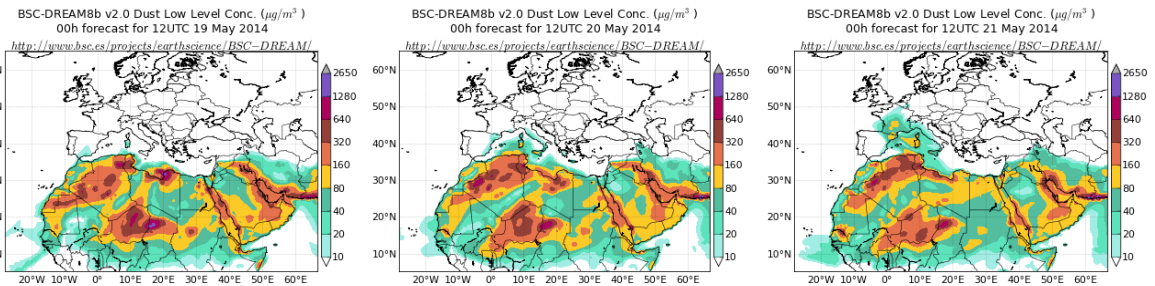 BSC-DREAM8b v2.0 Dust Low Level Conc. (μg/m³ )
00h forecast for 12UTC 19 May 2014
http://www.bsc.es/projects/earthscience/BSC-DREAM/
N
N
N
N
0°N
10°N
20°W 10°W 0° 10°E 20°E 30°E 40°E 50°E 60°E
2650
1280
640
320
160
80
40
20
10
BSC-DREAM8b v2.0 Dust Low Level Conc. (μg/m³ )
00h forecast for 12UTC 20 May 2014
http://www.bsc.es/projects/earthscience/BSC-DREAM/
60°N
50°N
40°N
30°N
20°N
10°N
20°W 10°W 0° 10°E 20°E 30°E 40°E 50°E 60°E
2650
1280
640
320
160
80
40
20
10
BSC-DREAM8b v2.0 Dust Low Level Conc. (μg/m³ )
00h forecast for 12UTC 21 May 2014
http://www.bsc.es/projects/earthscience/BSC-DREAM/
60°N
50°N
40°N
30°N
20°N
10°N
20°W 10°W 0° 10°E 20°E 30°E 40°E 50°E 60°E
2650
1280
640
320
160
80
40
20
10